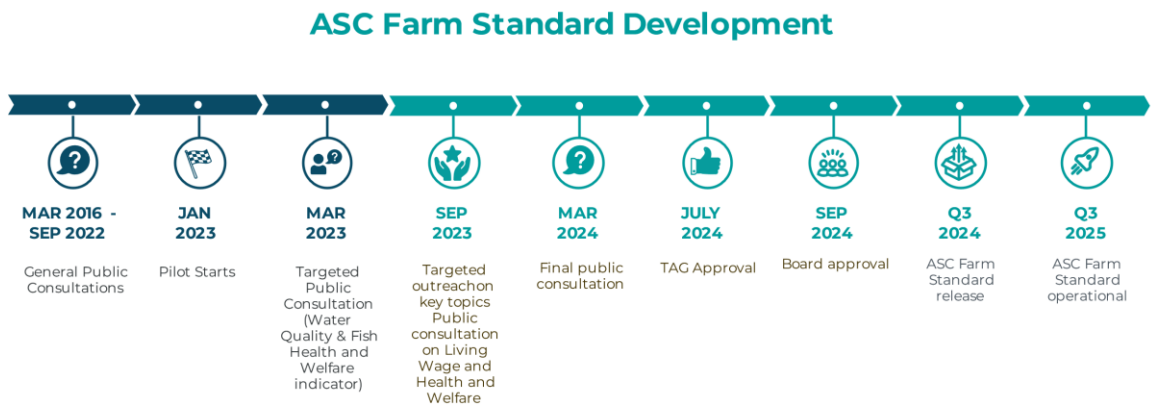 ASC Farm Standard Development
MAR 2016 -
SEP 2022
General Public
Consultations
JAN
2023
Pilot Starts
MAR
2023
Targeted
Public
Consultation
(Water
Quality & Fish
Health and
Welfare
indicator)
SEP
2023
Targeted
outreachon
key topics
Public
consultation
on Living
Wage and
Health and
Welfare
MAR
2024
Final public
consultation
JULY
2024
TAG Approval
SEP
2024
Board approval
Q3
2024
ASC Farm
Standard
release
Q3
2025
ASC Farm
Standard
operational